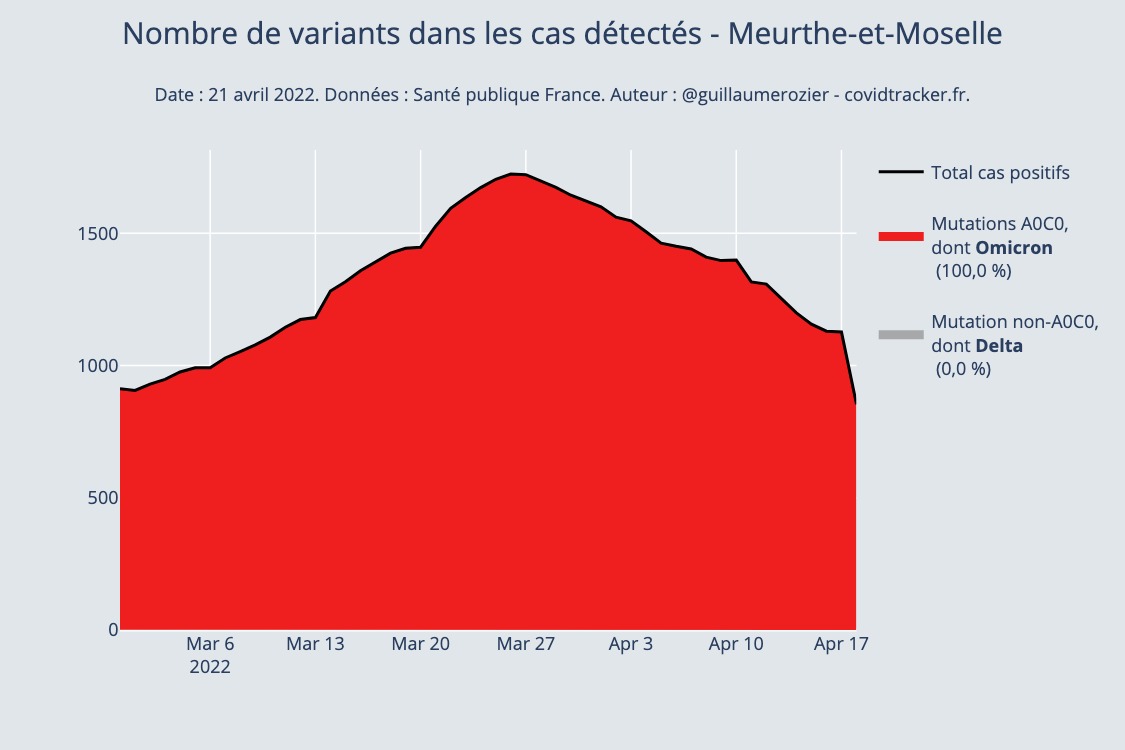 Nombre de variants dans les cas détectés - Meurthe-et-Moselle
Date : 21 avril 2022. Données : Santé publique France. Auteur : @guillaumerozier - covidtracker.fr.
Total cas positifs
Mutations A0C0,
dont Omicron
(100,0 %)
Mutation non-A0C0,
dont Delta
(0,0 %)
1500
1000
500
0
Mar 6 Mar 13 Mar 20 Mar 27 Apr 3 Apr 10 Apr 17
2022